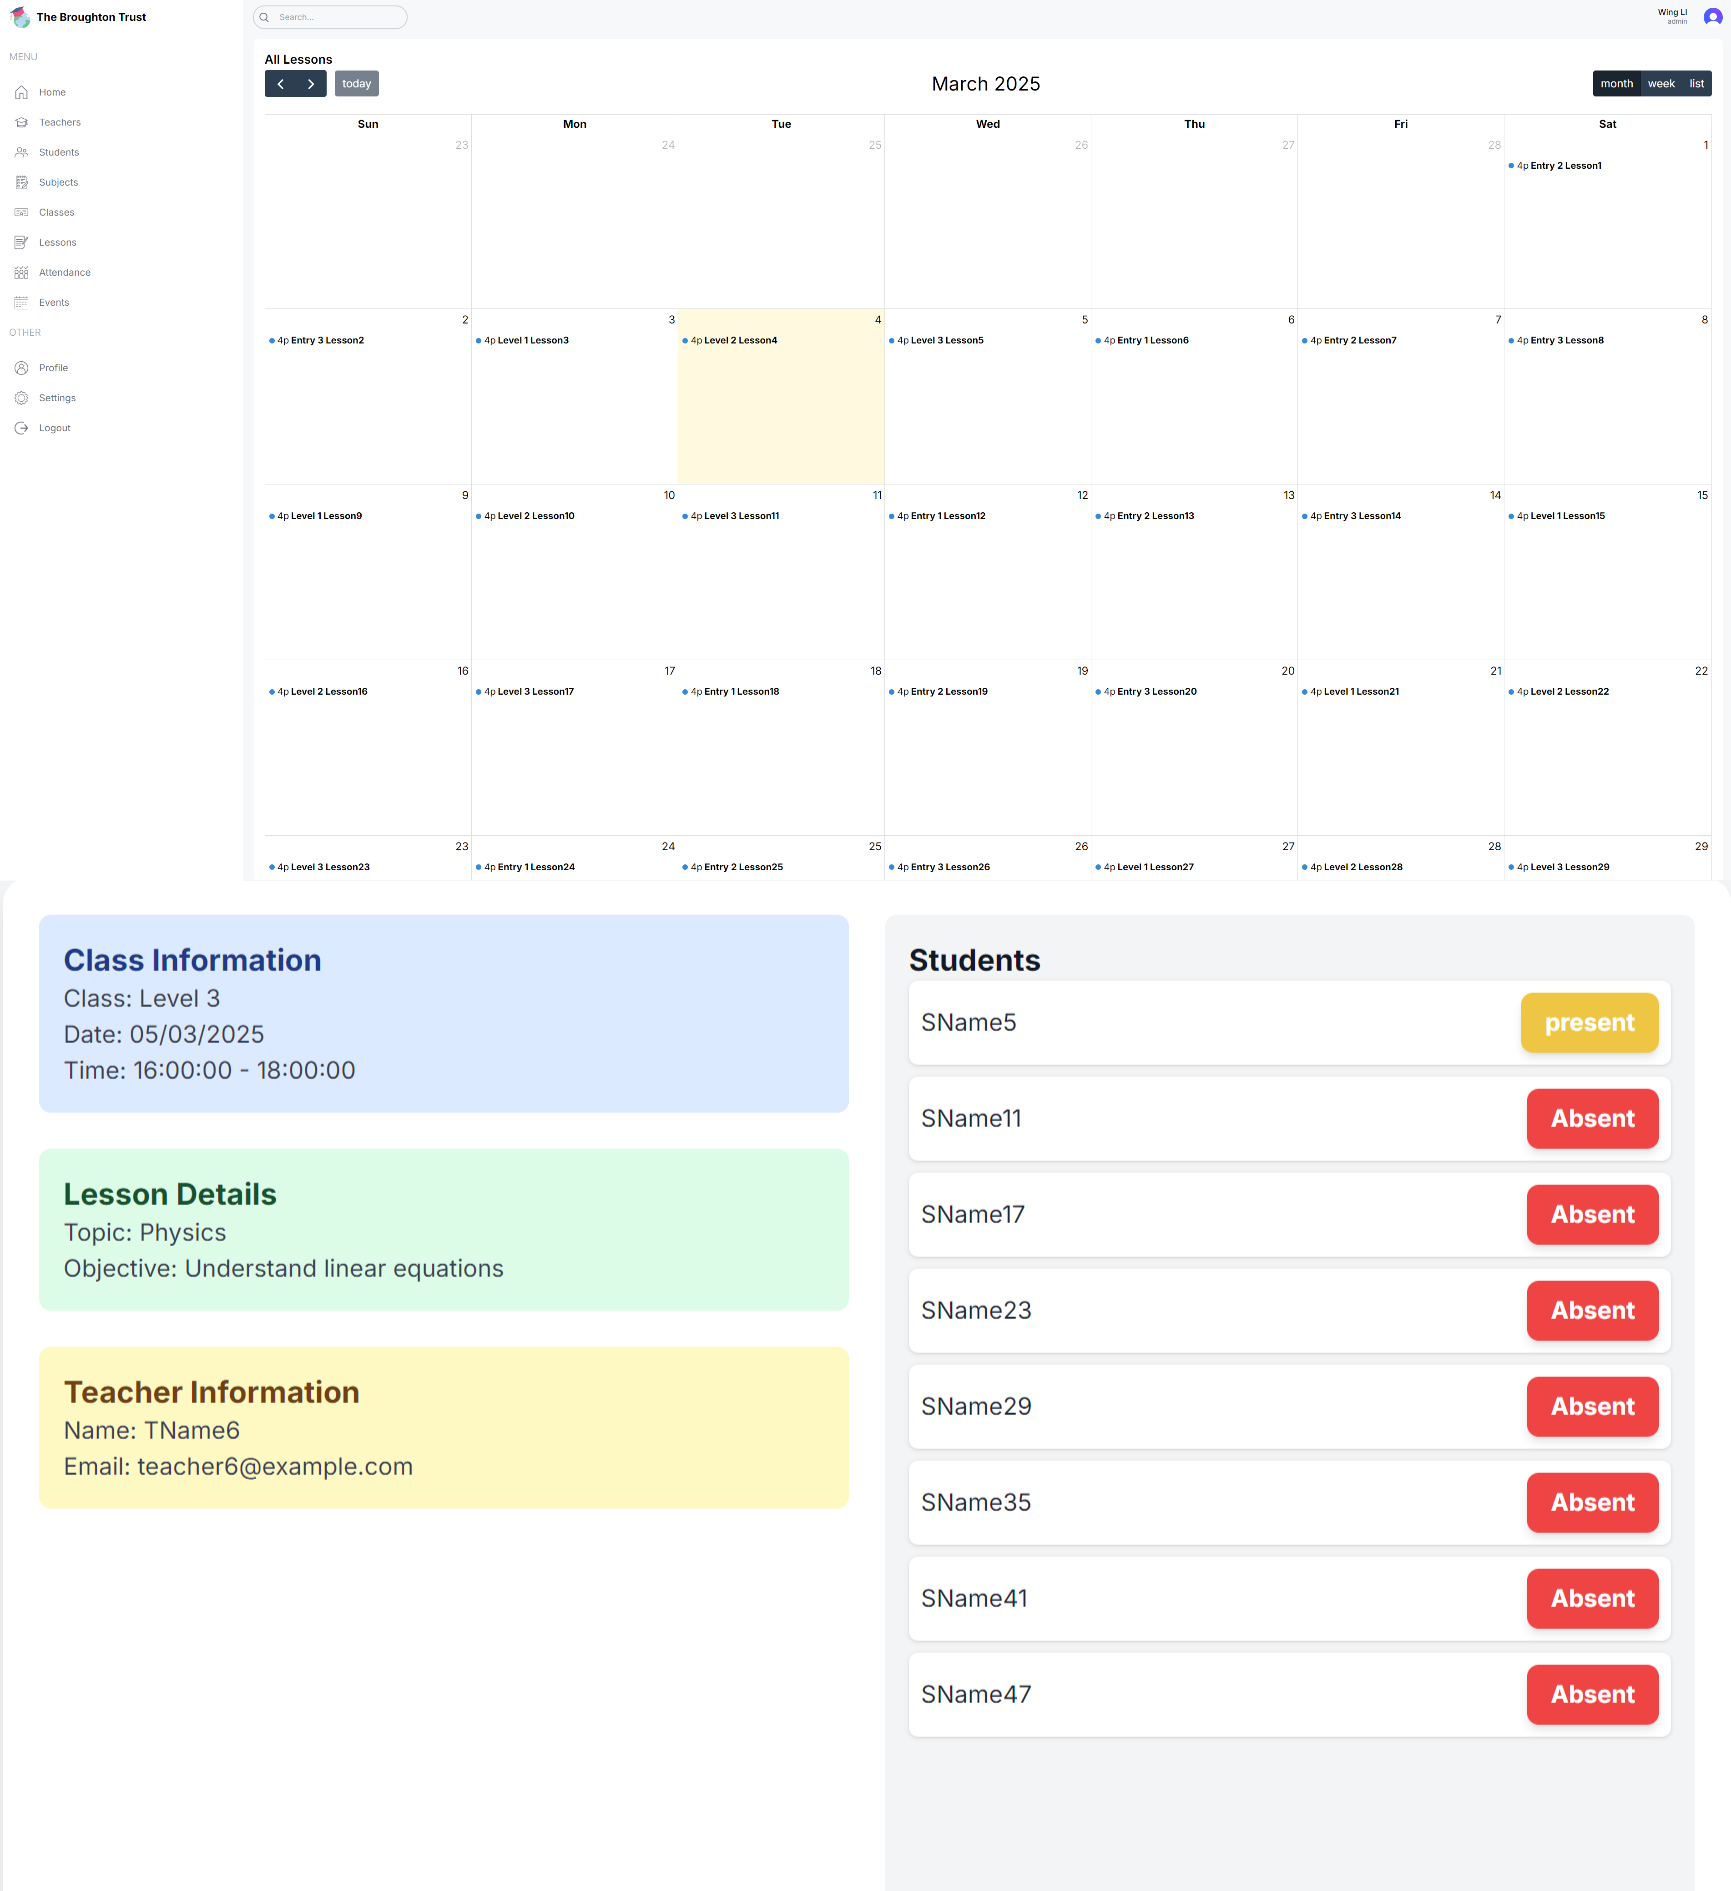 The Broughton Trust
Search...
Wing LI
admin
MENU
Home
Teachers
Students
Subjects
Classes
Lessons
Attendance
Events
OTHER
Profile
Settings
Logout
All Lessons
today
March 2025
month week list
Sun Mon Tue Wed Thu Fri Sat
23 24 25 26 27 28 1
4p Entry 2 Lesson1
2 3 4 5 6 7 8
4p Entry 3 Lesson2 4p Level 1 Lesson3 4p Level 2 Lesson4 4p Level 3 Lesson5 4p Entry 1 Lesson6 4p Entry 2 Lesson7 4p Entry 3 Lesson8
9 10 11 12 13 14 15
4p Level 1 Lesson9 4p Level 2 Lesson10 4p Level 3 Lesson11 4p Entry 1 Lesson12 4p Entry 2 Lesson13 4p Entry 3 Lesson14 4p Level 1 Lesson15
16 17 18 19 20 21 22
4p Level 2 Lesson16 4p Level 3 Lesson17 4p Entry 1 Lesson18 4p Entry 2 Lesson19 4p Entry 3 Lesson20 4p Level 1 Lesson21 4p Level 2 Lesson22
23 24 25 26 27 28 29
4p Level 3 Lesson23 4p Entry 1 Lesson24 4p Entry 2 Lesson25 4p Entry 3 Lesson26 4p Level 1 Lesson27 4p Level 2 Lesson28 4p Level 3 Lesson29
Class Information
Class: Level 3
Date: 05/03/2025
Time: 16:00:00 - 18:00:00
Lesson Details
Topic: Physics
Objective: Understand linear equations
Teacher Information
Name: TName6
Email: teacher6@example.com
Students
SName5 present
SName11 Absent
SName17 Absent
SName23 Absent
SName29 Absent
SName35 Absent
SName41 Absent
SName47 Absent